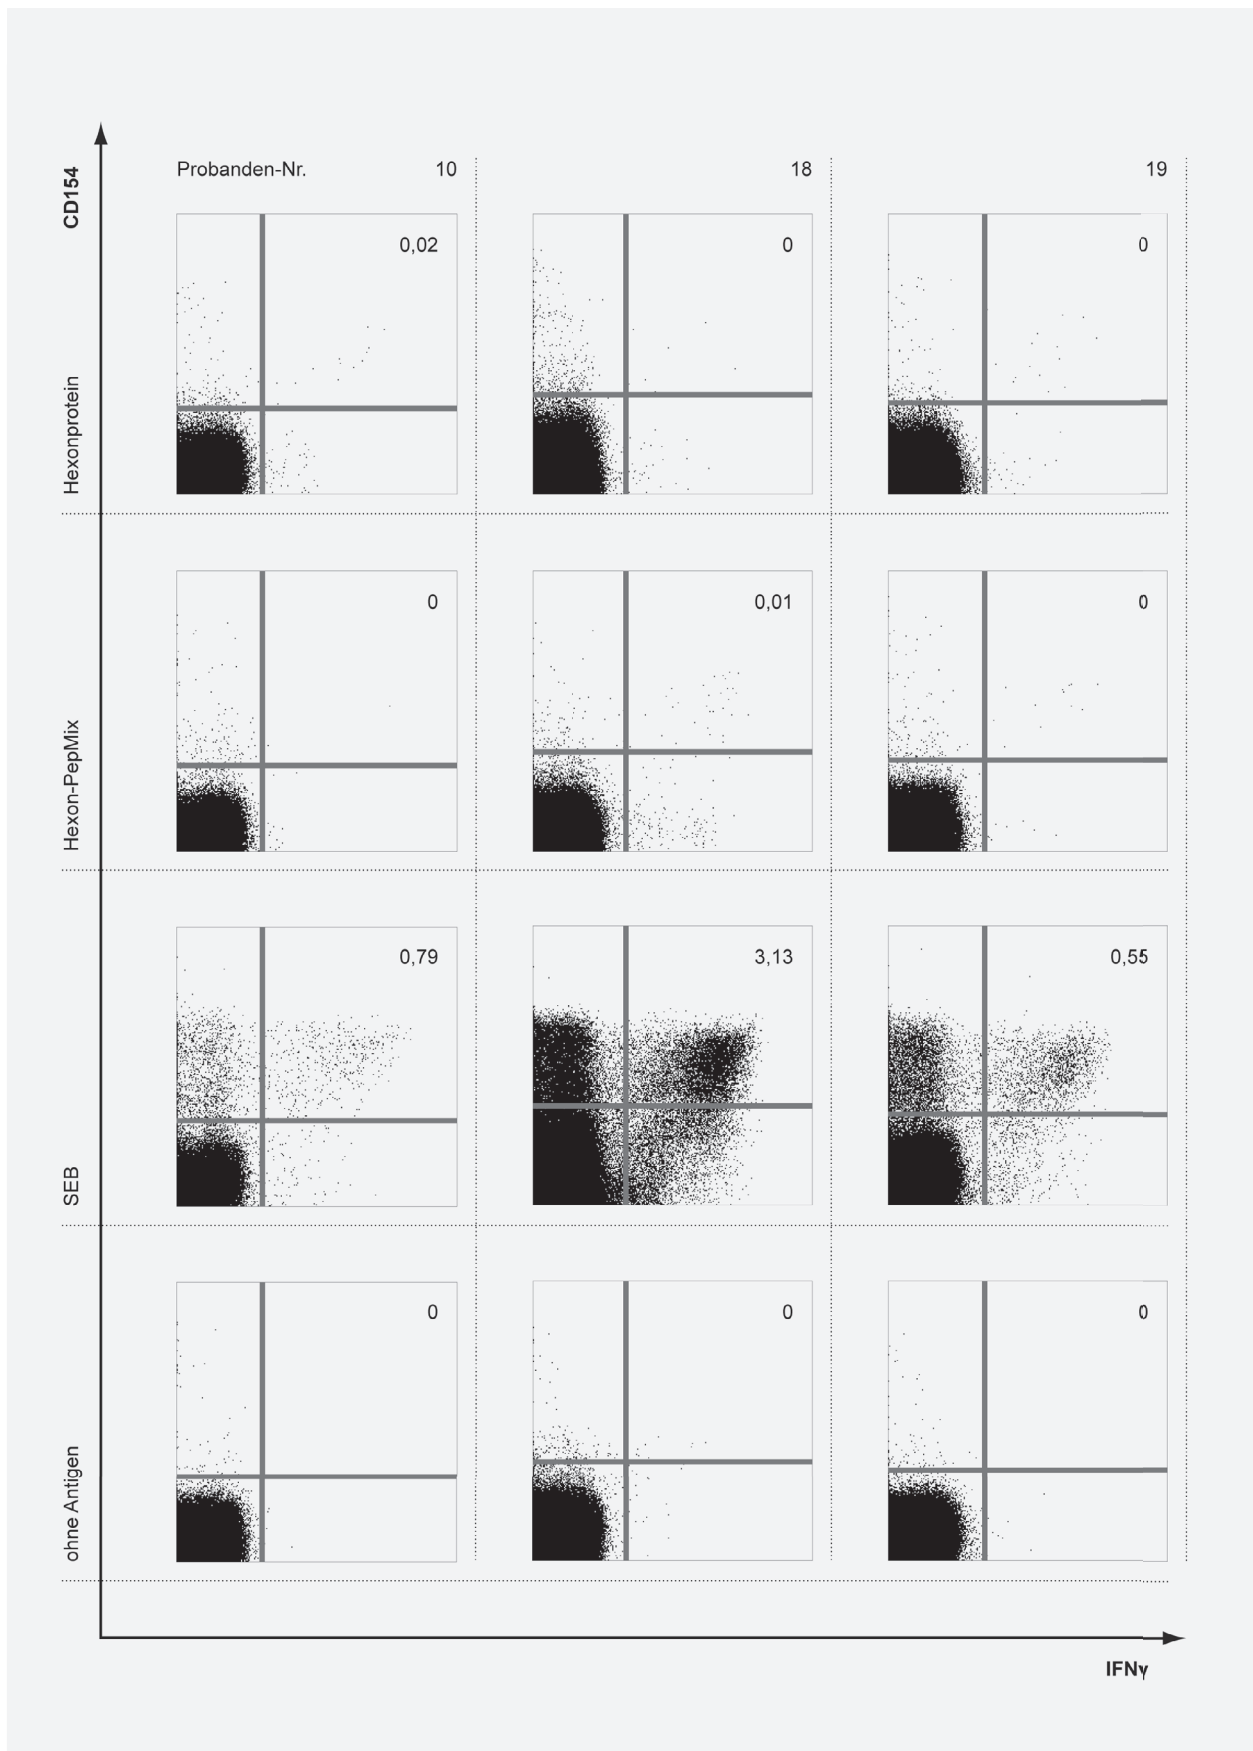 CD154
Probanden-Nr. 10 18 19
Hexonprotein
0,02 0 0
Hexon-PepMix
0 0,01 0
SEB
0,79 3,13 0,55
ohne Antigen
0 0 0
IFNγ